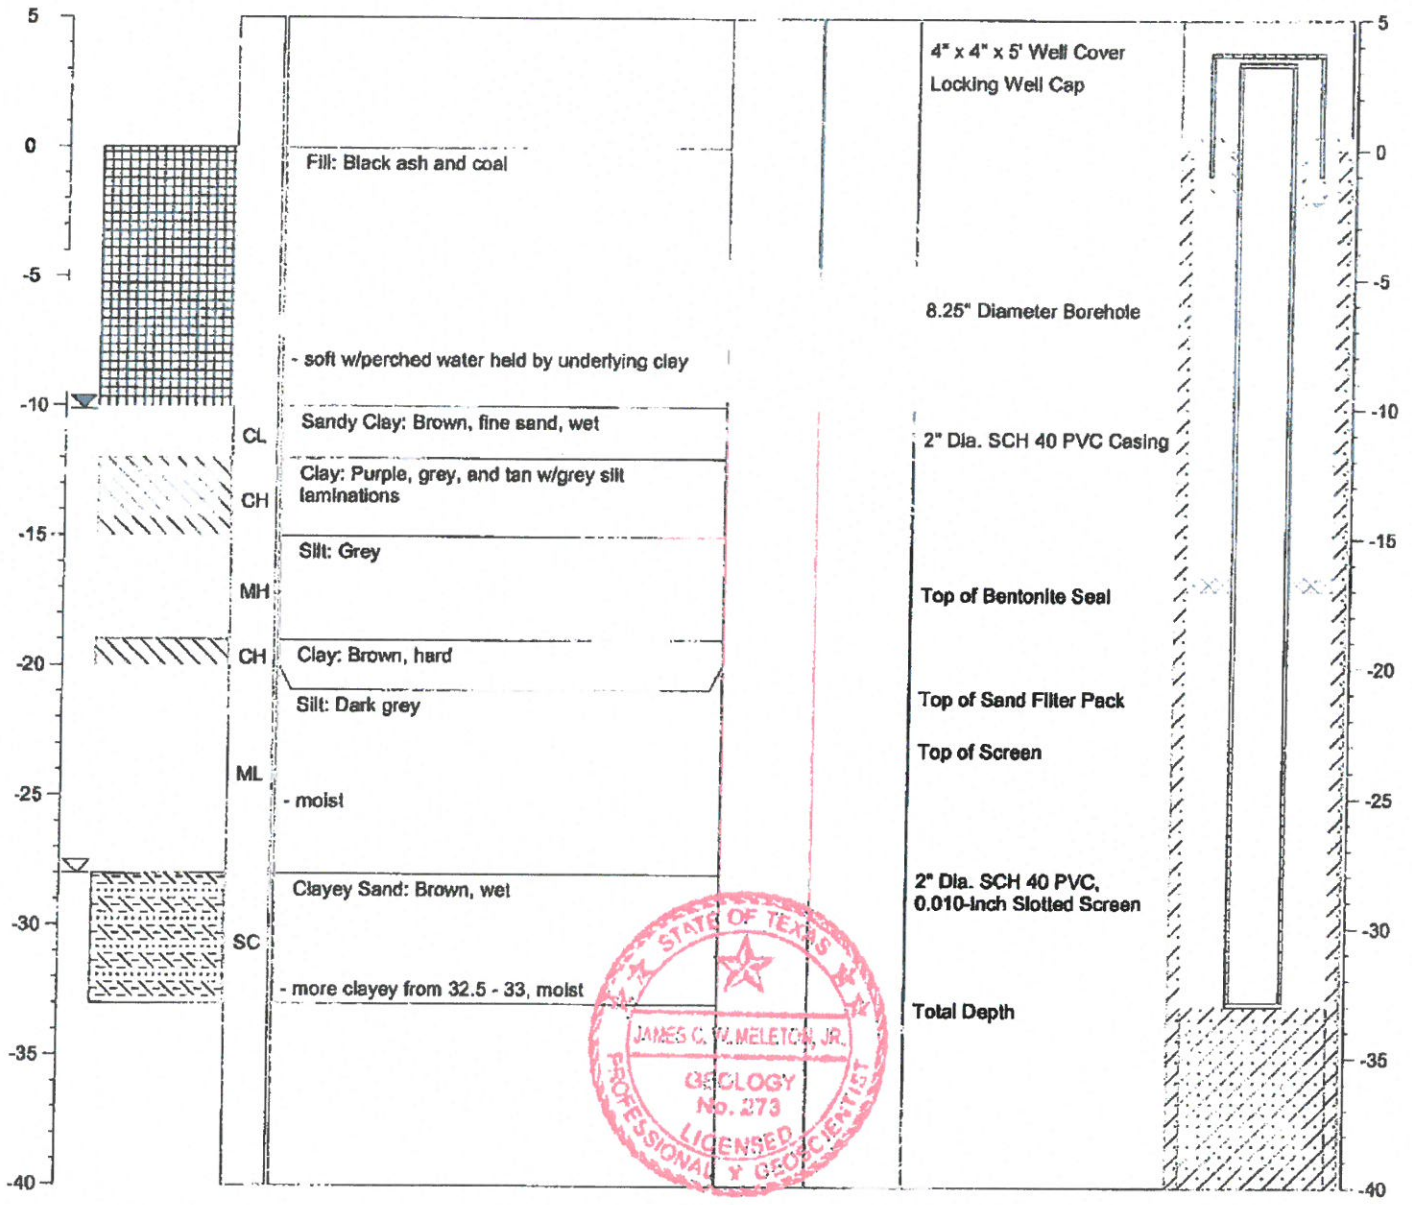 5
0
-5
-10
-15
-20
-25
-30
-35
-40
CL
CH
MH
CH
ML
SC
Fill: Black ash and coal
- soft w/perched water held by underlying clay
Sandy Clay: Brown, fine sand, wet
Clay: Purple, grey, and tan w/grey silt
laminations
Silt: Grey
Clay: Brown, hard
Silt: Dark grey
- moist
Clayey Sand: Brown, wet
- more clayey from 32.5 - 33, moist
STATE OF TEXAS
JAMES C. W. MELETON, JR.
GEOLOGY
No. 273
LICENSED
PROFESSIONAL GEOSCIENTIST
4" x 4" x 5' Well Cover
Locking Well Cap
8.25" Diameter Borehole
2" Dia. SCH 40 PVC Casing
Top of Bentonite Seal
Top of Sand Filter Pack
Top of Screen
2" Dia. SCH 40 PVC,
0.010-Inch Slotted Screen
Total Depth
5
0
-5
-10
-15
-20
-25
-30
-35
-40